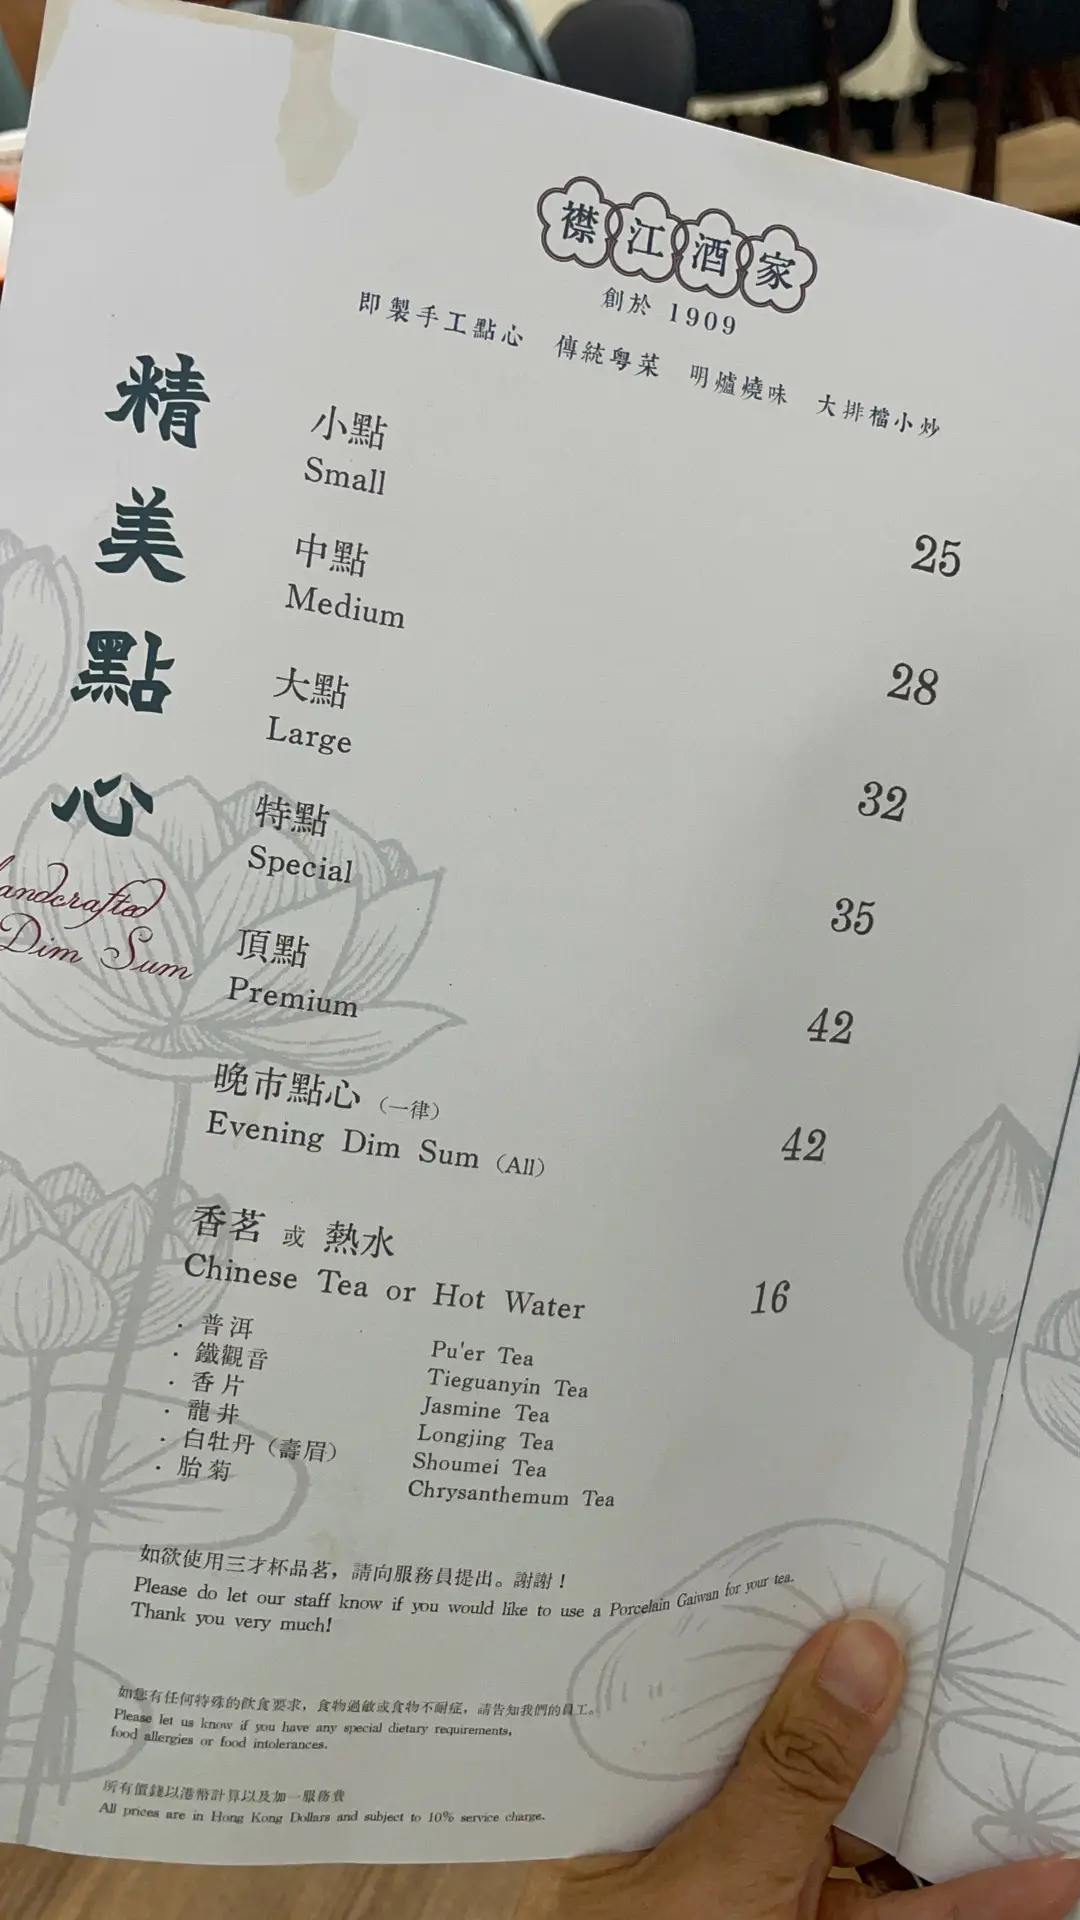 襟江酒家
創於 1909
即製手工點心 傳統粵菜 明爐燒味 大排檔小炒
精美點心
andcrafted
Dim Sum
小點
Small 25
中點
Medium 28
大點
Large 32
特點
Special 35
頂點
Premium 42
晚市點心（一律）
Evening Dim Sum (All) 42
香茗 或 熱水
Chinese Tea or Hot Water 16
· 普洱 Pu'er Tea
· 鐵觀音 Tieguanyin Tea
· 香片 Jasmine Tea
· 龍井 Longjing Tea
· 白牡丹（壽眉） Shoumei Tea
· 胎菊 Chrysanthemum Tea
如欲使用三才杯品茗，請向服務員提出。謝謝！
Please do let our staff know if you would like to use a Porcelain Gaiwan for your tea.
Thank you very much!
如您有任何特殊的飲食要求，食物過敏或食物不耐症，請告知我們的員工。
Please let us know if you have any special dietary requirements,
food allergies or food intolerances.
所有價錢以港幣計算以及加一服務費
All prices are in Hong Kong Dollars and subject to 10% service charge.